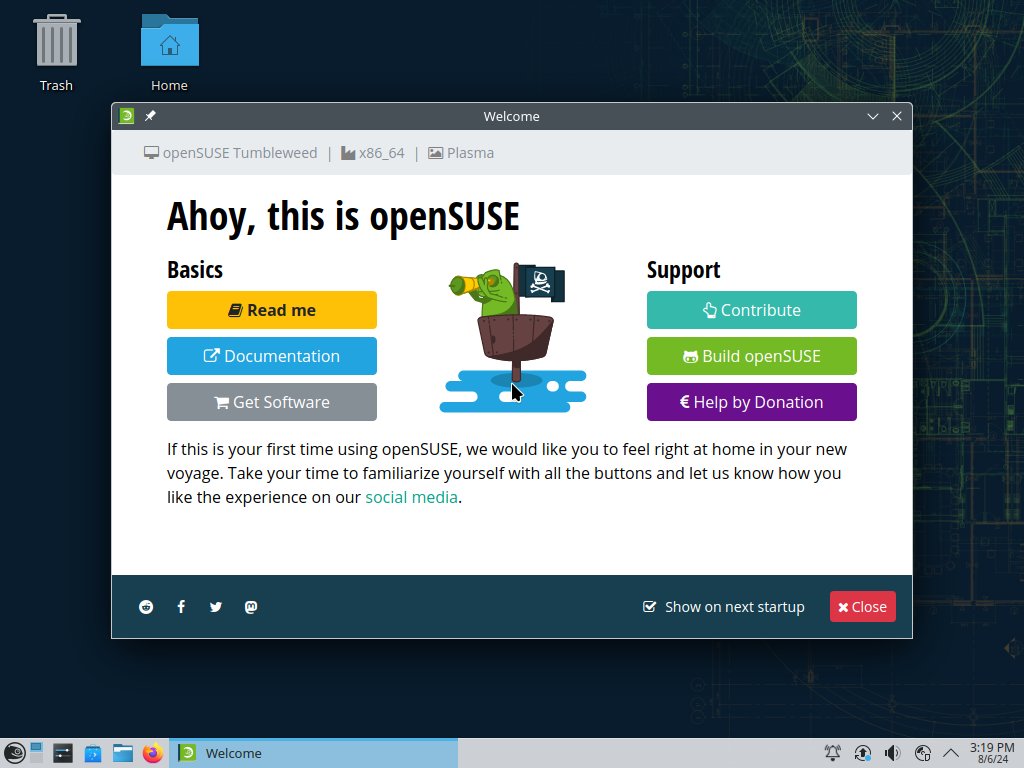 Trash
Home
Welcome
openSUSE Tumbleweed | x86_64 | Plasma
Ahoy, this is openSUSE
Basics
Support
Read me
Contribute
Documentation
Build openSUSE
Get Software
€ Help by Donation
If this is your first time using openSUSE, we would like you to feel right at home in your new
voyage. Take your time to familiarize yourself with all the buttons and let us know how you
like the experience on our social media.
Show on next startup
Close
Welcome
3:19 PM
8/6/24